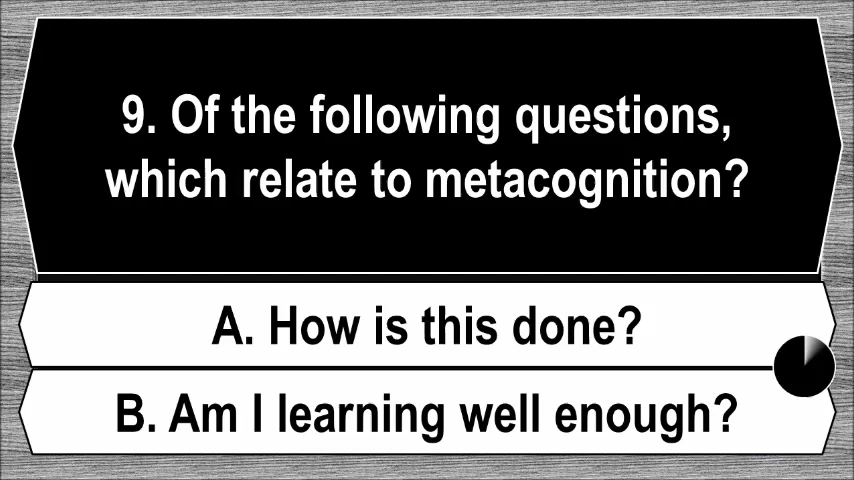 9. Of the following questions,
which relate to metacognition?
A. How is this done?
B. Am I learning well enough?